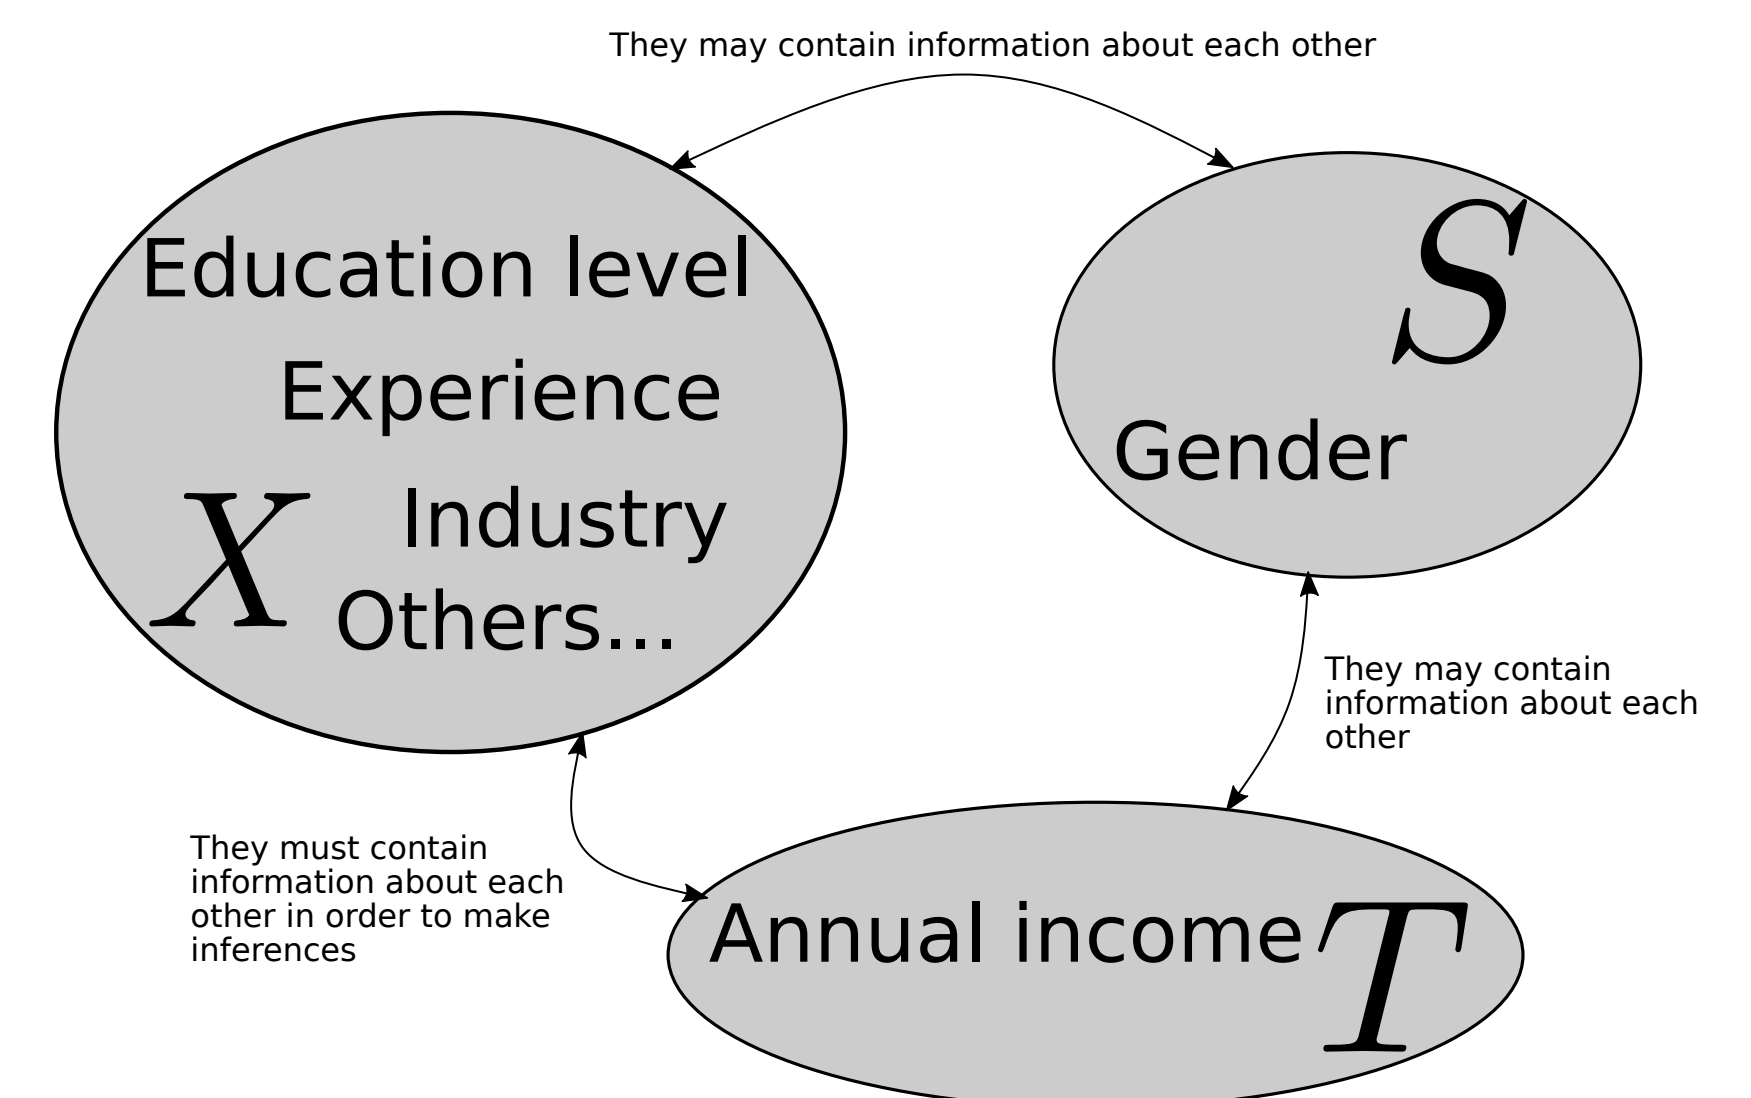 They may contain information about each other
Education level
Experience
X
Industry
Others...
S
Gender
They may contain
information about each
other
They must contain
information about each
other in order to make
inferences
Annual income
T